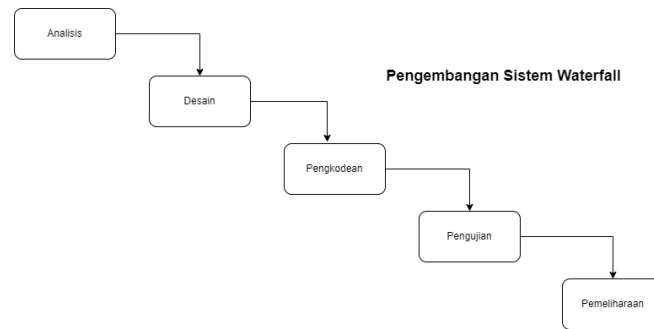 Analisis
Pengembangan Sistem Waterfall
Desain
Pengkodean
Pengujian
Pemeliharaan